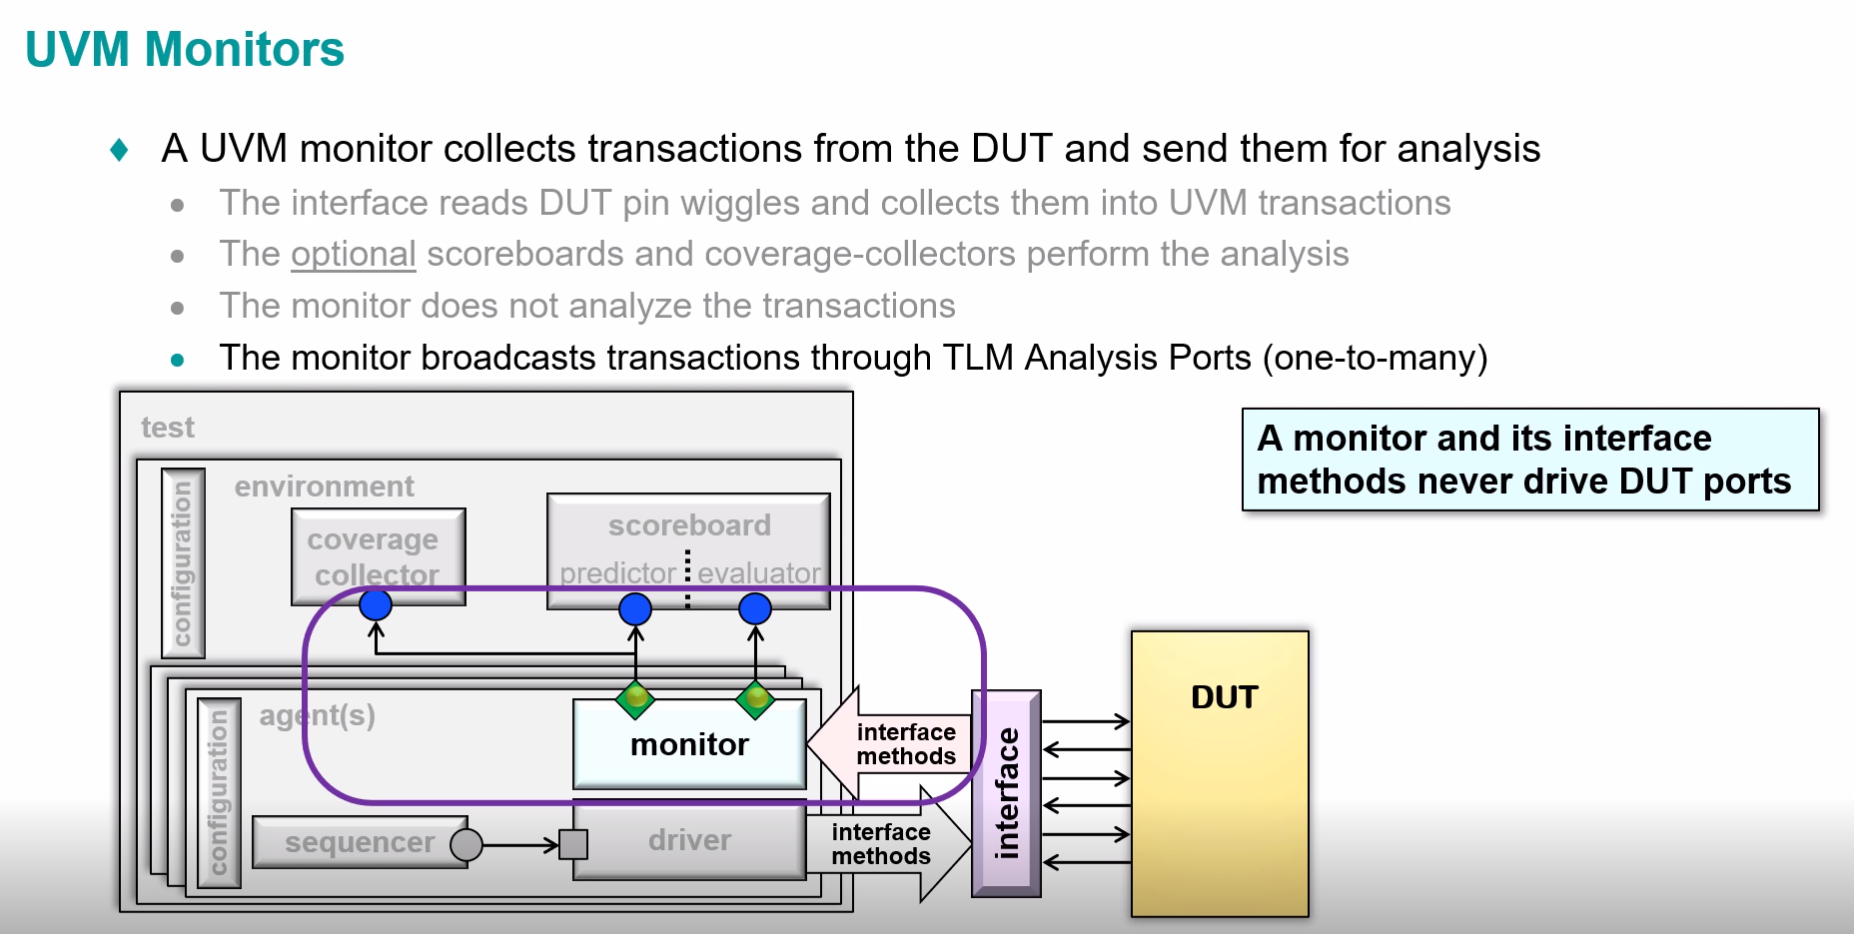 UVM Monitors
A UVM monitor collects transactions from the DUT and send them for analysis
The interface reads DUT pin wiggles and collects them into UVM transactions
The optional scoreboards and coverage-collectors perform the analysis
The monitor does not analyze the transactions
The monitor broadcasts transactions through TLM Analysis Ports (one-to-many)
A monitor and its interface
methods never drive DUT ports
test
configuration
environment
coverage
collector
scoreboard
predictor
evaluator
configuration
agent(s)
monitor
interface
methods
sequencer
driver
interface
methods
interface
DUT